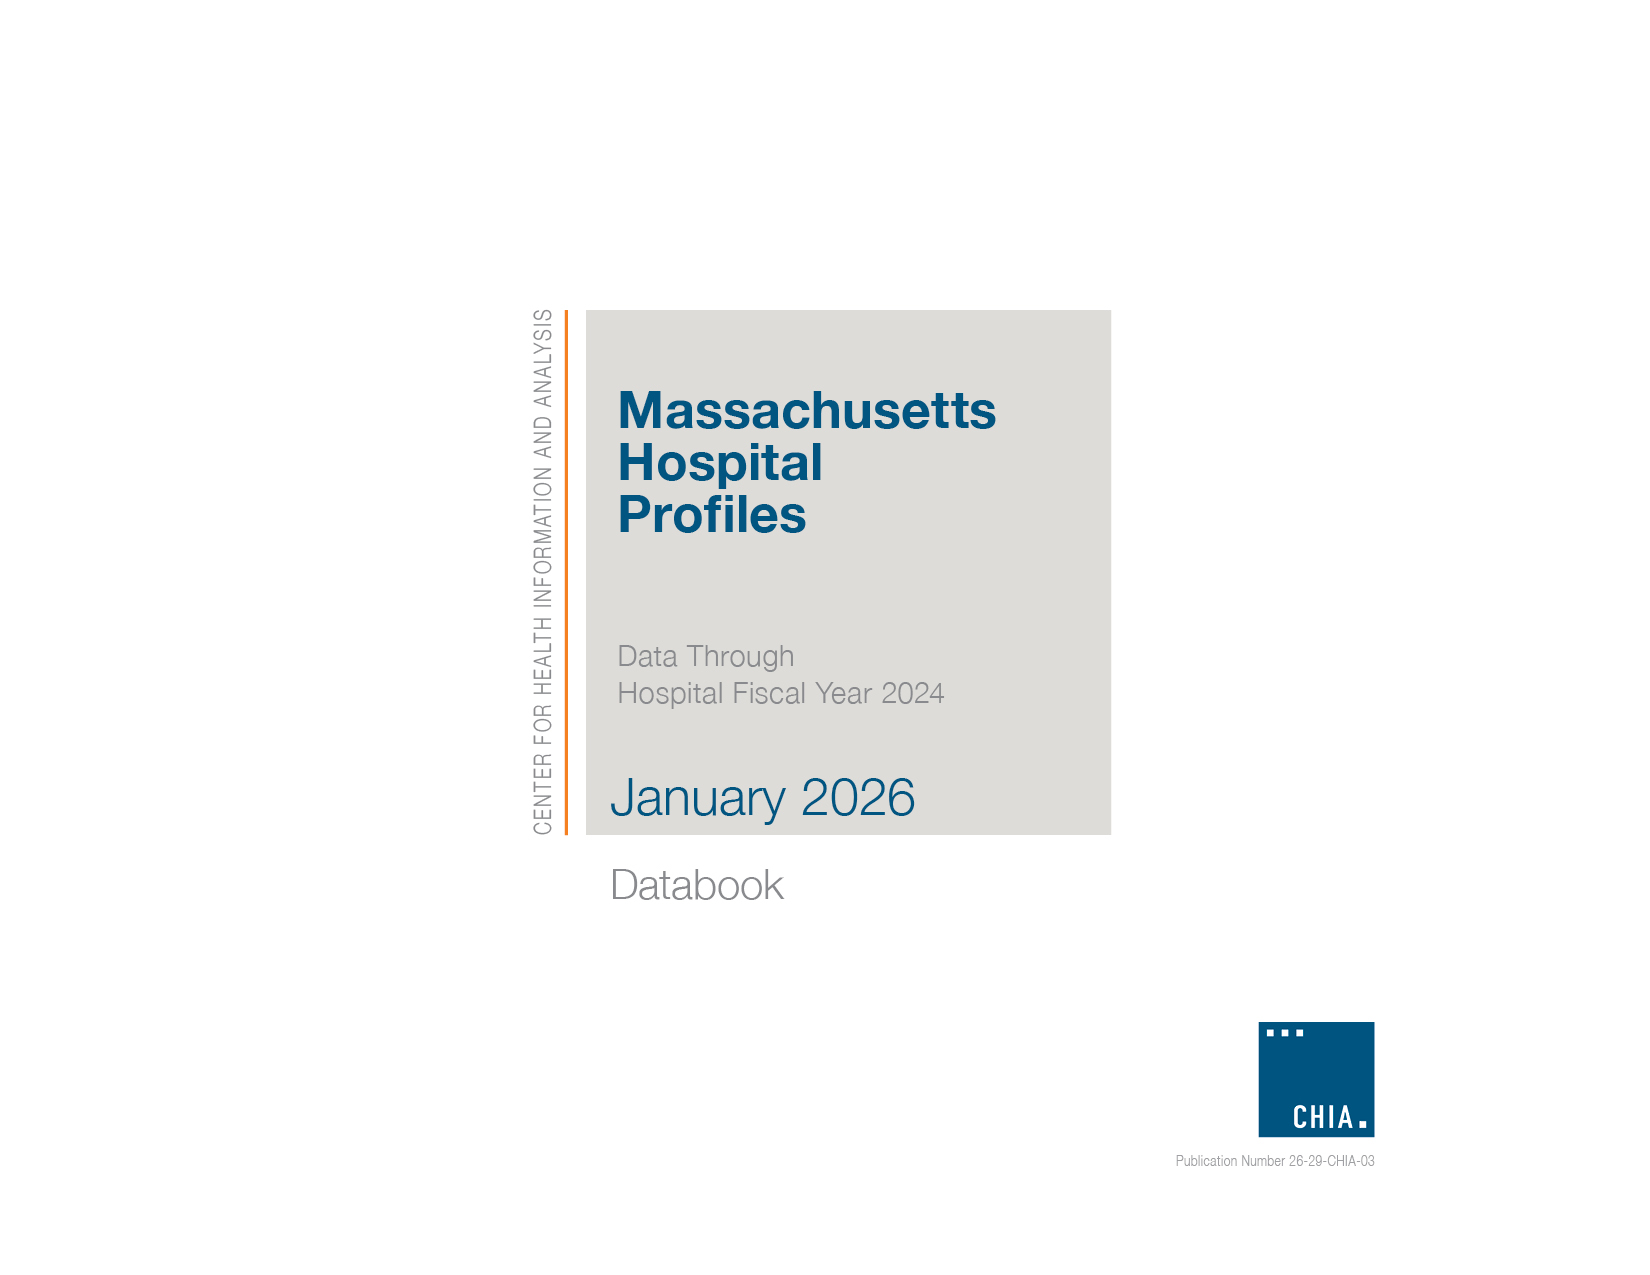 CENTER FOR HEALTH INFORMATION AND ANALYSIS
Massachusetts
Hospital
Profiles
Data Through
Hospital Fiscal Year 2024
January 2026
Databook
CHIA.
Publication Number 26-29-CHIA-03